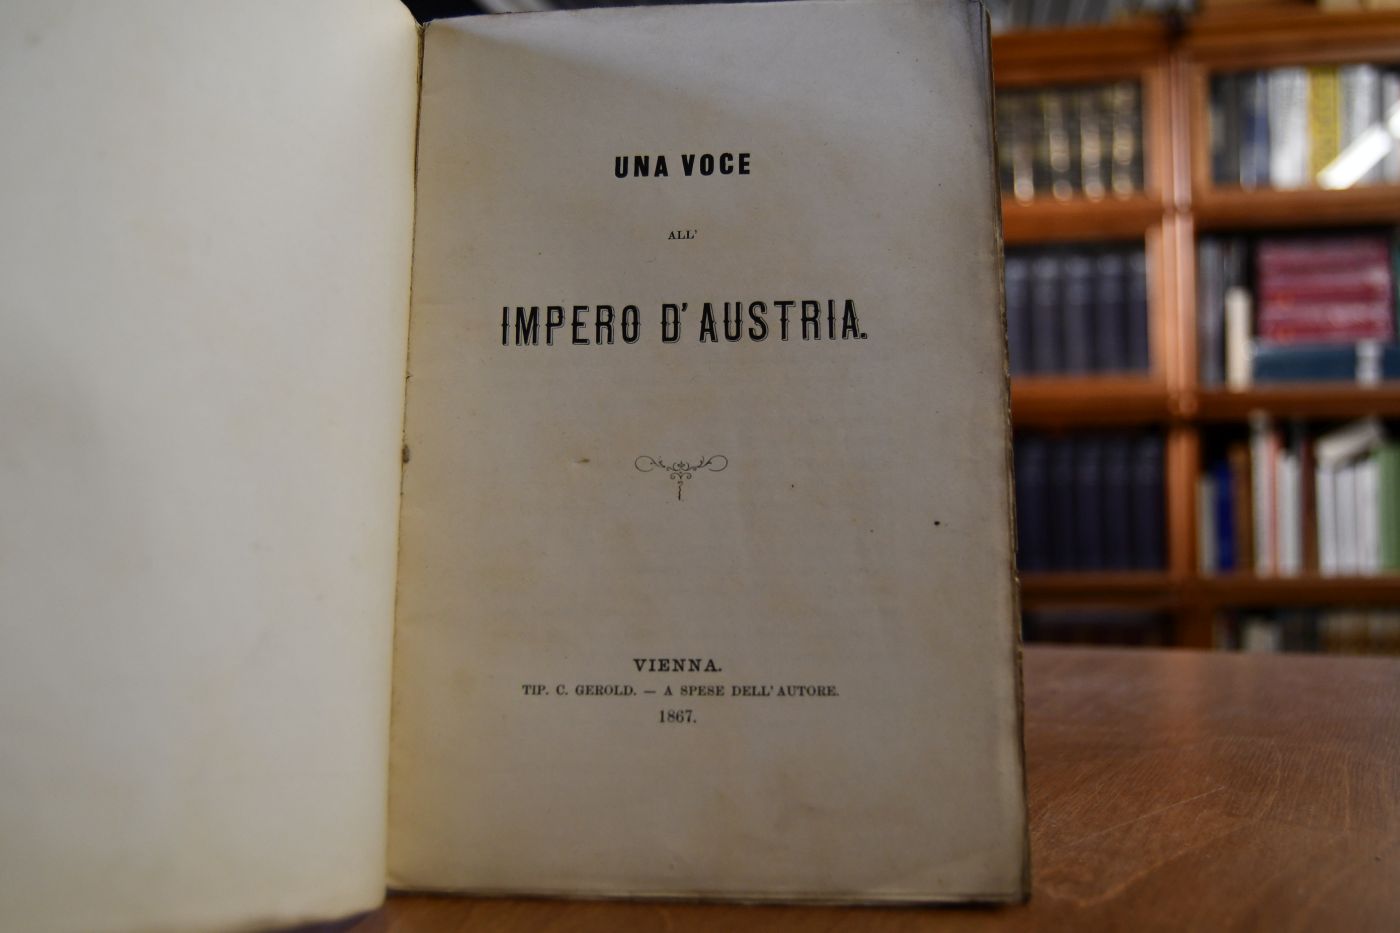 UNA VOCE
ALL'
IMPERO D'AUSTRIA.
VIENNA.
TIP. C. GEROLD. — A SPESE DELL' AUTORE.
1867.